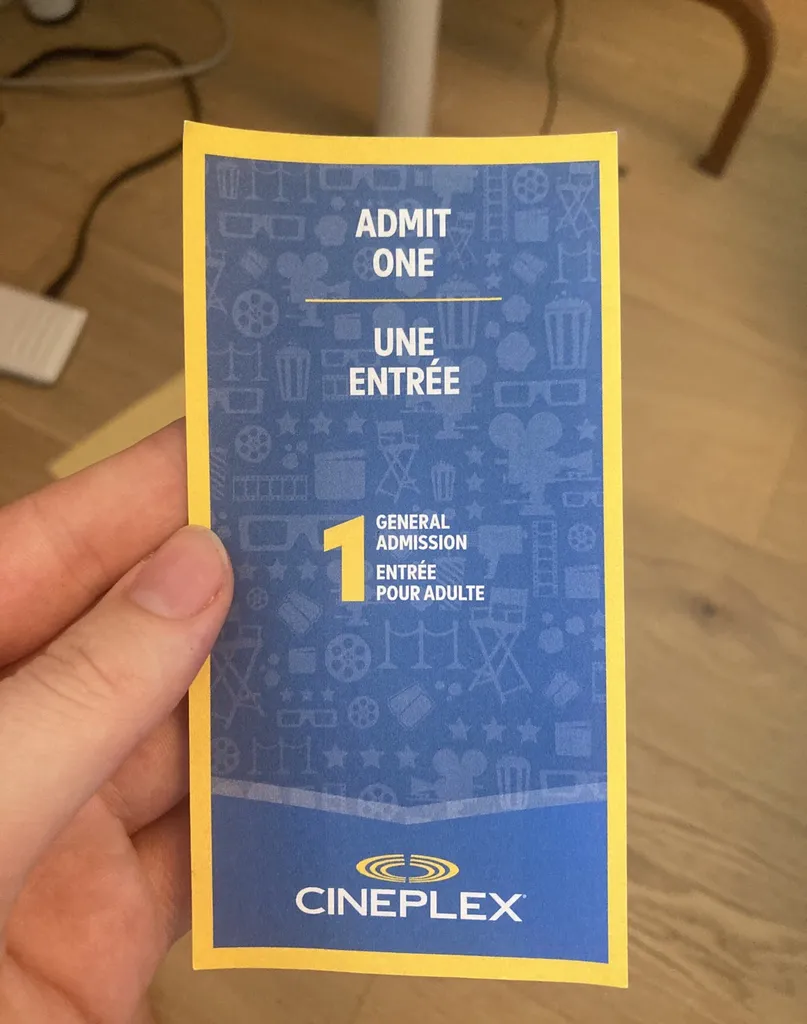 ADMIT
ONE
UNE
ENTRÉE
1
GENERAL
ADMISSION
ENTRÉE
POUR ADULTE
CINEPLEX